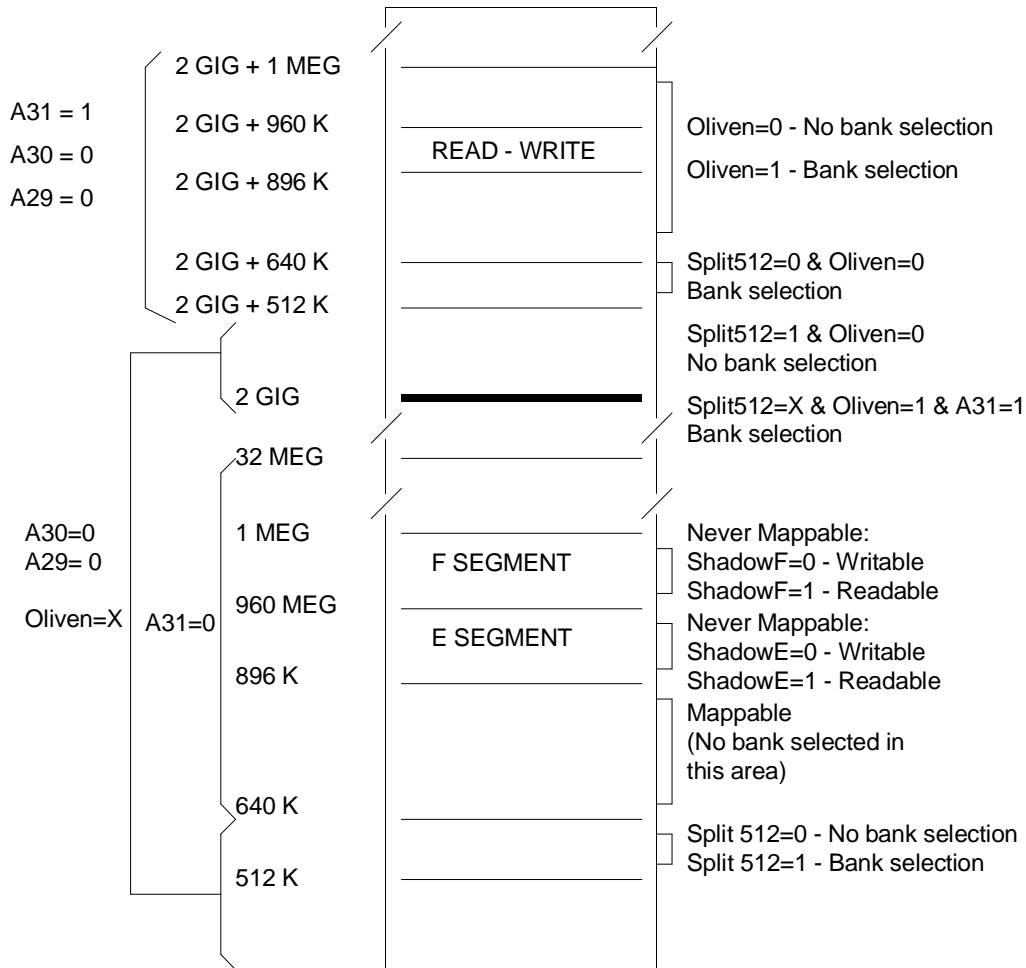 2 GIG + 1 MEG
A31 = 1
A30 = 0
A29 = 0
2 GIG + 960 K
2 GIG + 896 K
2 GIG + 640 K
2 GIG + 512 K
2 GIG
READ - WRITE
Oliven=0 - No bank selection
Oliven=1 - Bank selection
Split512=0 & Oliven=0
Bank selection
Split512=1 & Oliven=0
No bank selection
Split512=X & Oliven=1 & A31=1
Bank selection
32 MEG
A30=0
A29= 0
Oliven=X
A31=0
1 MEG
960 MEG
896 K
640 K
512 K
F SEGMENT
E SEGMENT
Never Mappable:
ShadowF=0 - Writable
ShadowF=1 - Readable
Never Mappable:
ShadowE=0 - Writable
ShadowE=1 - Readable
Mappable
(No bank selected in
this area)
Split 512=0 - No bank selection
Split 512=1 - Bank selection